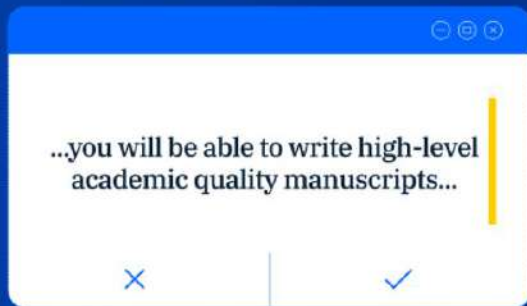 ...you will be able to write high-level
academic quality manuscripts...